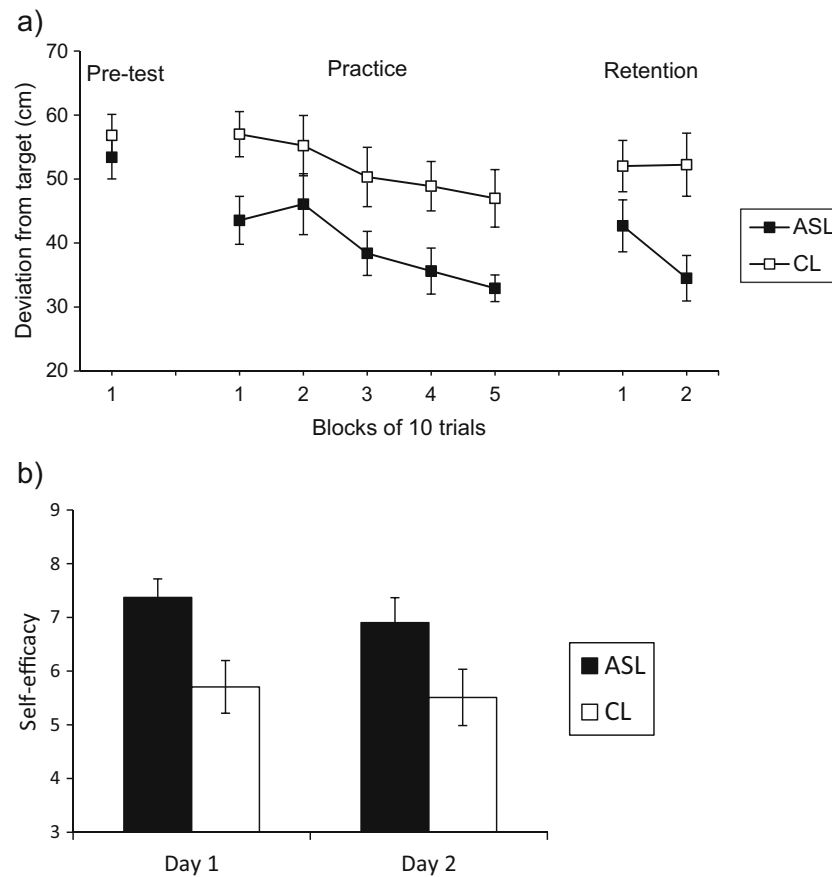 a)
70
60
50
40
30
20
Deviation from target (cm)
Pre-test
Practice
Retention
1
1 2 3 4 5
1 2
Blocks of 10 trials
ASL
CL
b)
9
8
7
6
5
4
3
Self-efficacy
Day 1
Day 2
ASL
CL